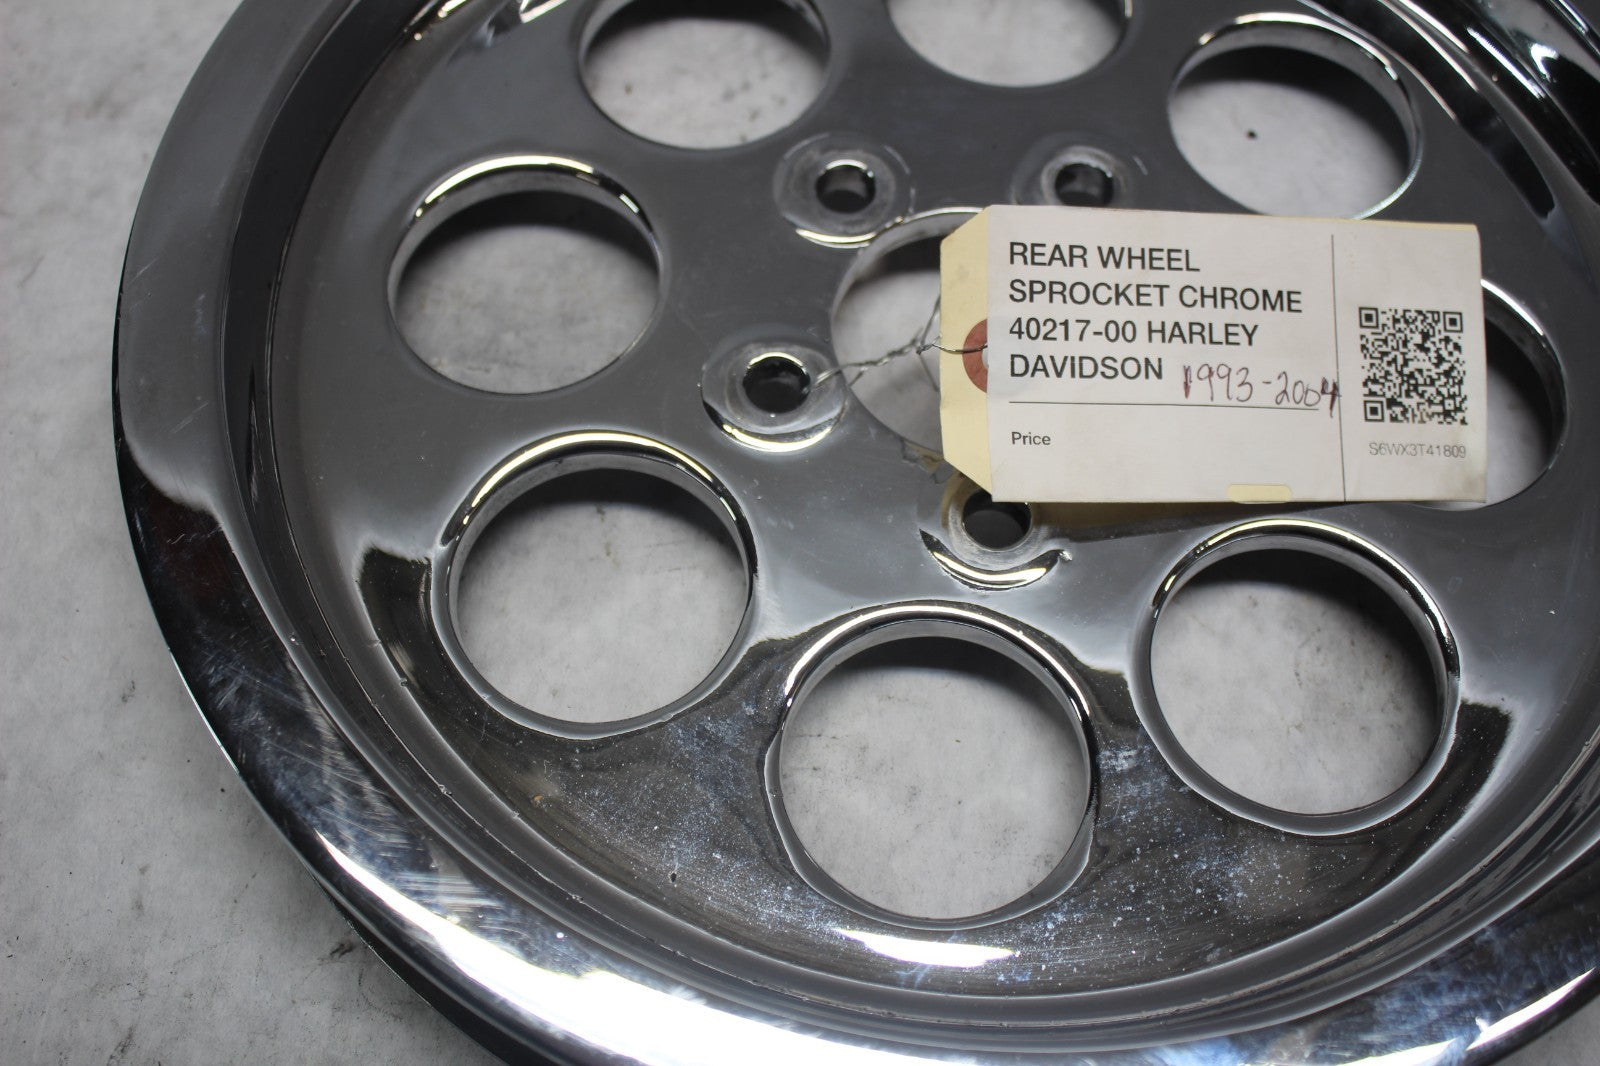 REAR WHEEL
SPROCKET CHROME
40217-00 HARLEY
DAVIDSON 1993-2004
Price
S6WX3T41809